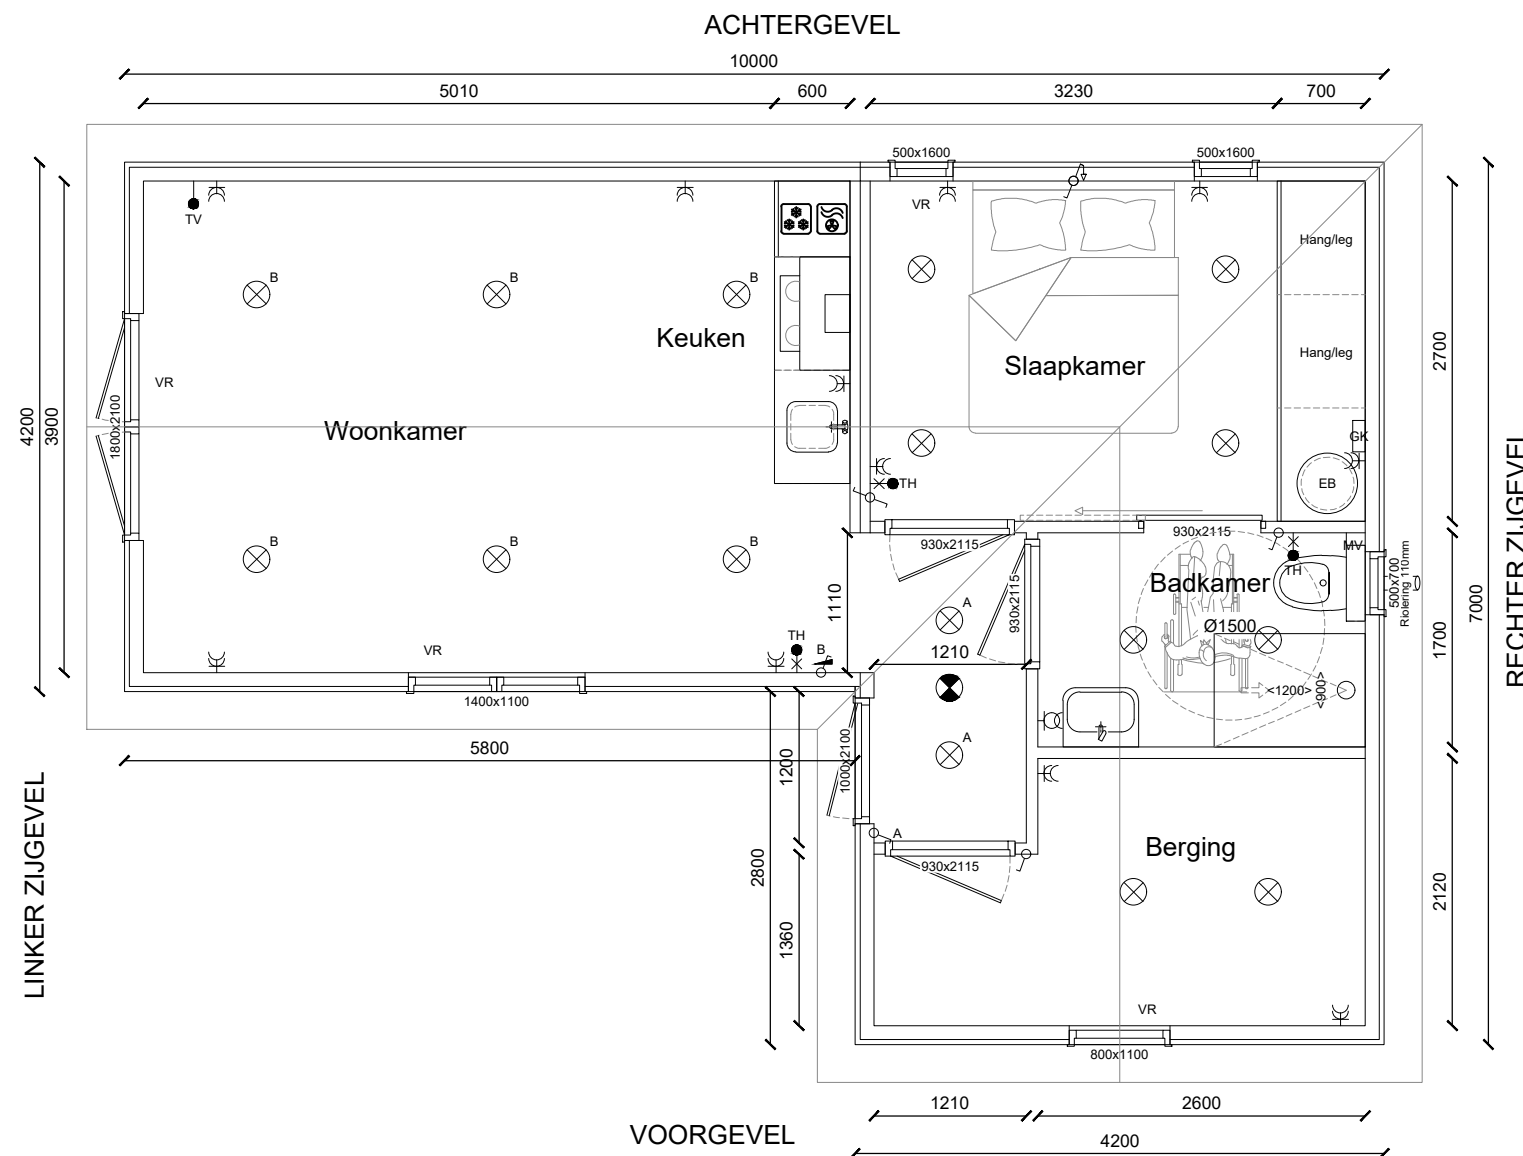 ACHTERGEVEL
10000
5010
600
3230
700
500x1600
500x1600
TV
VR
Hang/leg
B
B
B
Keuken
Slaapkamer
Hang/leg
VR
Woonkamer
1800x2100
4200
3900
2700
GK
EB
TH
RECHTER ZIJGEVEL
930x2115
930x2115
MV
TH
Badkamer
500x700
Riolering 110mm
B
B
B
1110
930x2115
A
7000
1700
Ø1500
1210
TH
B
VR
<1200>
<900>
1400x1100
5800
1200
1000x2100
A
LINKER ZIJGEVEL
2800
A
930x2115
Berging
1360
2120
VR
800x1100
1210
2600
VOORGEVEL
4200